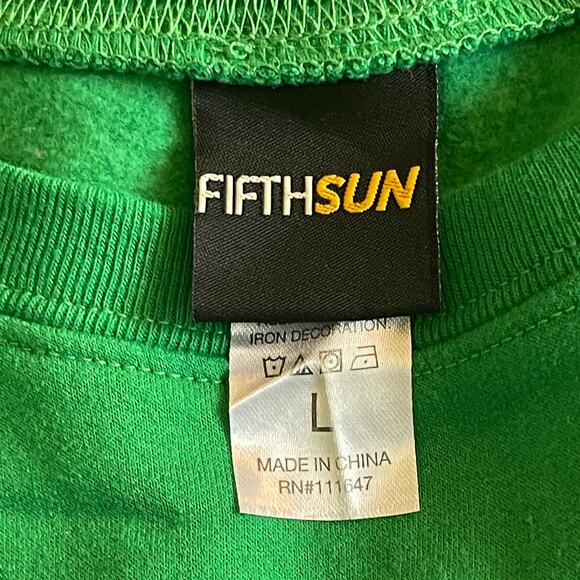 FIFTHSUN
IRON DECORATION.
L
MADE IN CHINA
RN#111647